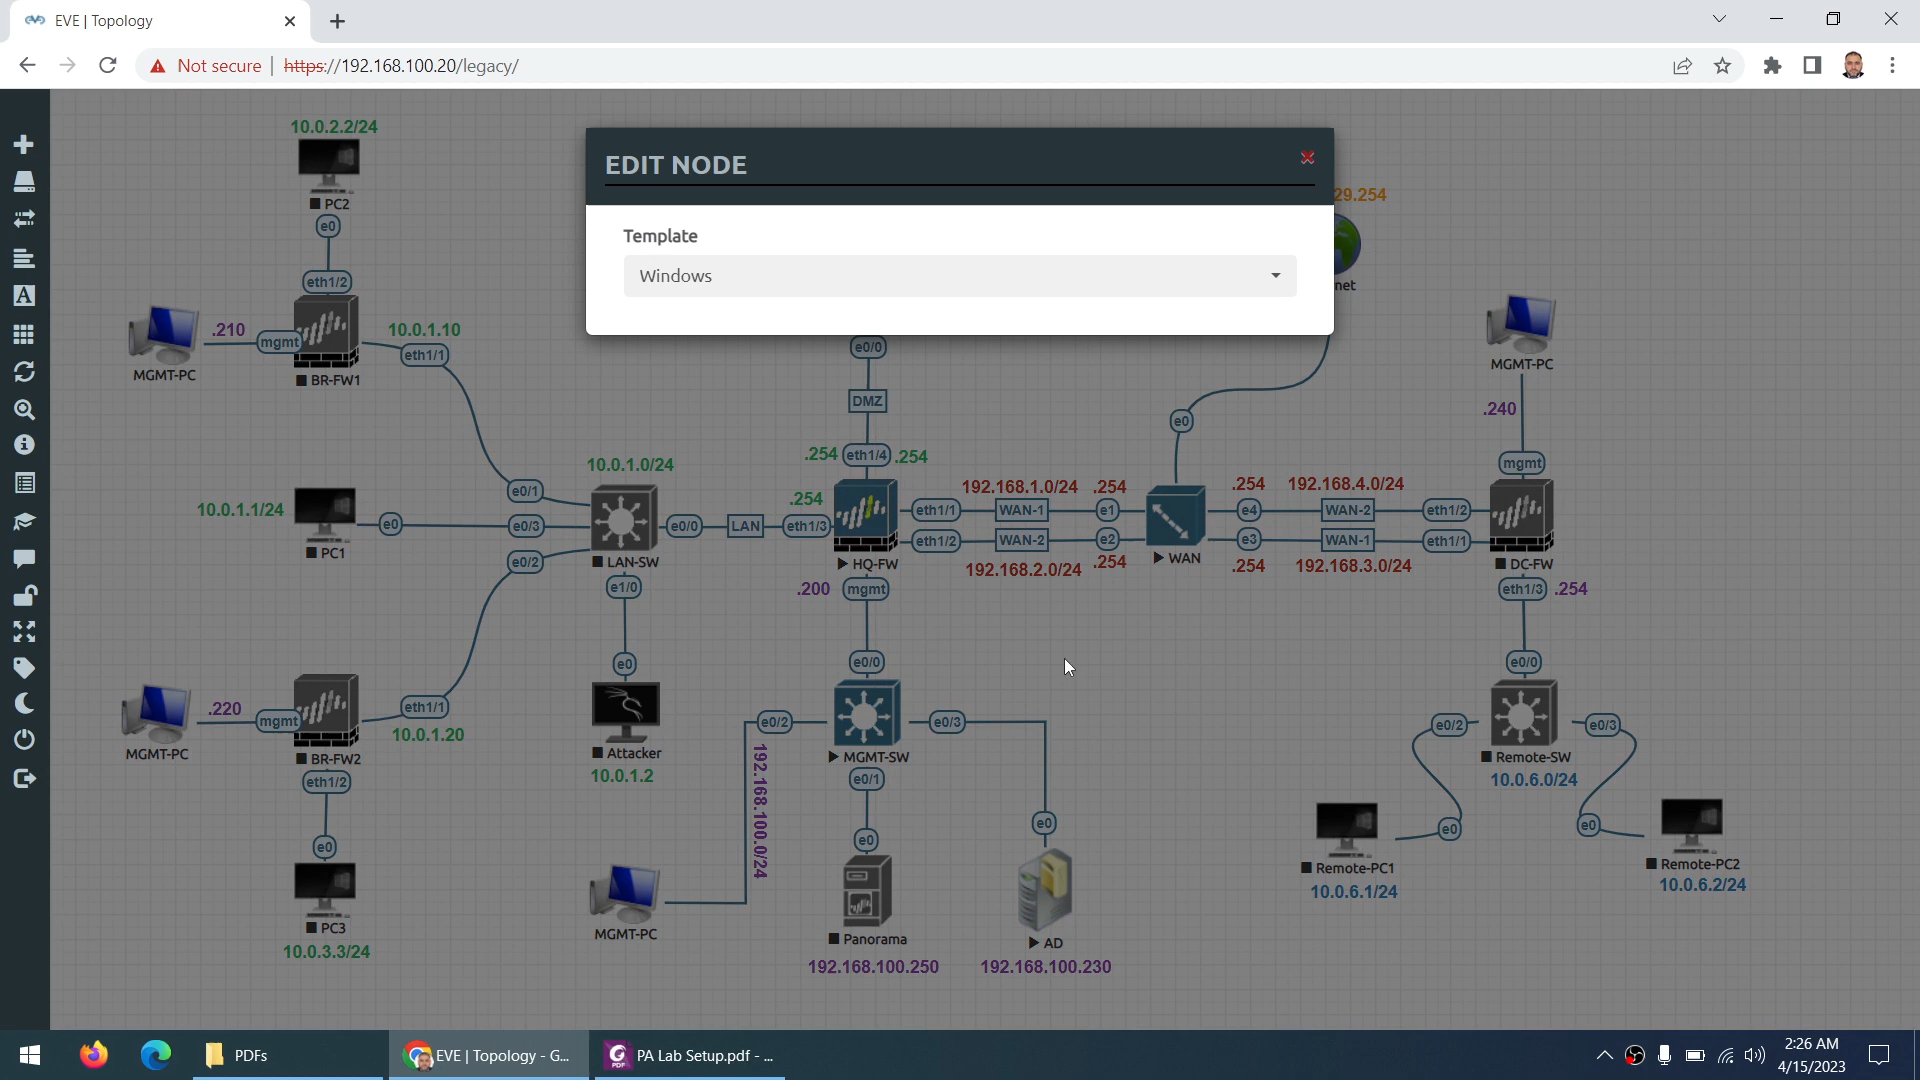 EVE | Topology
Not secure | https://192.168.100.20/legacy/
EDIT NODE
Template
Windows
10.0.2.2/24
PC2
e0
eth1/2
.210
mgmt
10.0.1.10
eth1/1
MGMT-PC
BR-FW1
29.254
net
e0/0
DMZ
.254
eth1/4
.254
e0
MGMT-PC
.240
mgmt
10.0.1.0/24
e0/1
10.0.1.1/24
e0
e0/3
PC1
e0/2
LAN-SW
e0/0
LAN
.254
eth1/3
HQ-FW
192.168.1.0/24
.254
eth1/1
WAN-1
e1
eth1/2
WAN-2
e2
192.168.2.0/24
.254
WAN
.254
192.168.4.0/24
e4
WAN-2
eth1/2
e3
WAN-1
eth1/1
.254
192.168.3.0/24
DC-FW
eth1/3
.254
e1/0
.200
mgmt
e0
e0/0
e0/0
.220
mgmt
eth1/1
10.0.1.20
MGMT-PC
BR-FW2
eth1/2
Attacker
10.0.1.2
e0/2
e0/3
MGMT-SW
e0/1
192.168.100.0/24
e0/2
e0/3
Remote-SW
10.0.6.0/24
e0
e0
e0
e0
e0
PC3
10.0.3.3/24
MGMT-PC
Panorama
192.168.100.250
AD
192.168.100.230
Remote-PC1
10.0.6.1/24
Remote-PC2
10.0.6.2/24
PDFs
EVE | Topology - G...
PDF
PA Lab Setup.pdf - ...
2:26 AM
4/15/2023